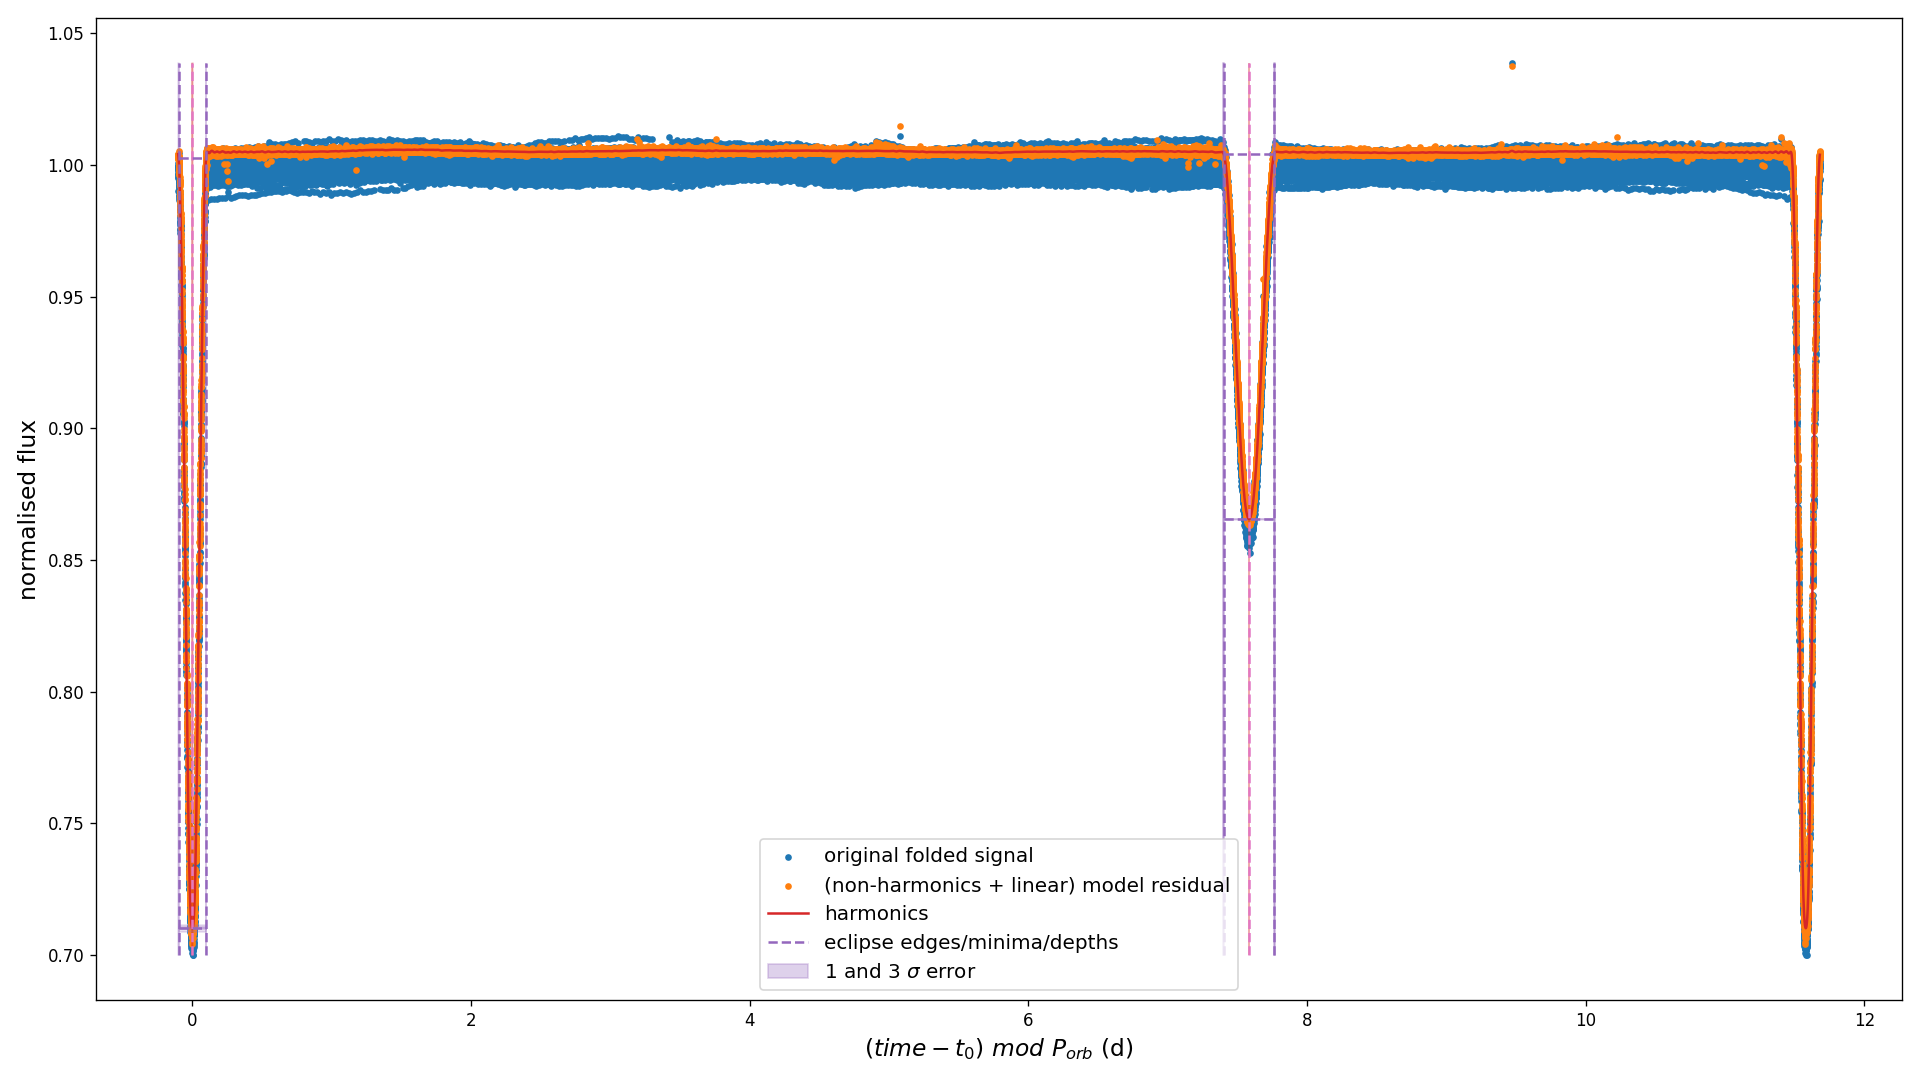 1.05
1.00
0.95
0.90
0.85
0.80
0.75
0.70
normalised flux
original folded signal
(non-harmonics + linear) model residual
harmonics
eclipse edges/minima/depths
1 and 3 σ error
0 2 4 6 8 10 12
(time − t₀) mod P_orb (d)